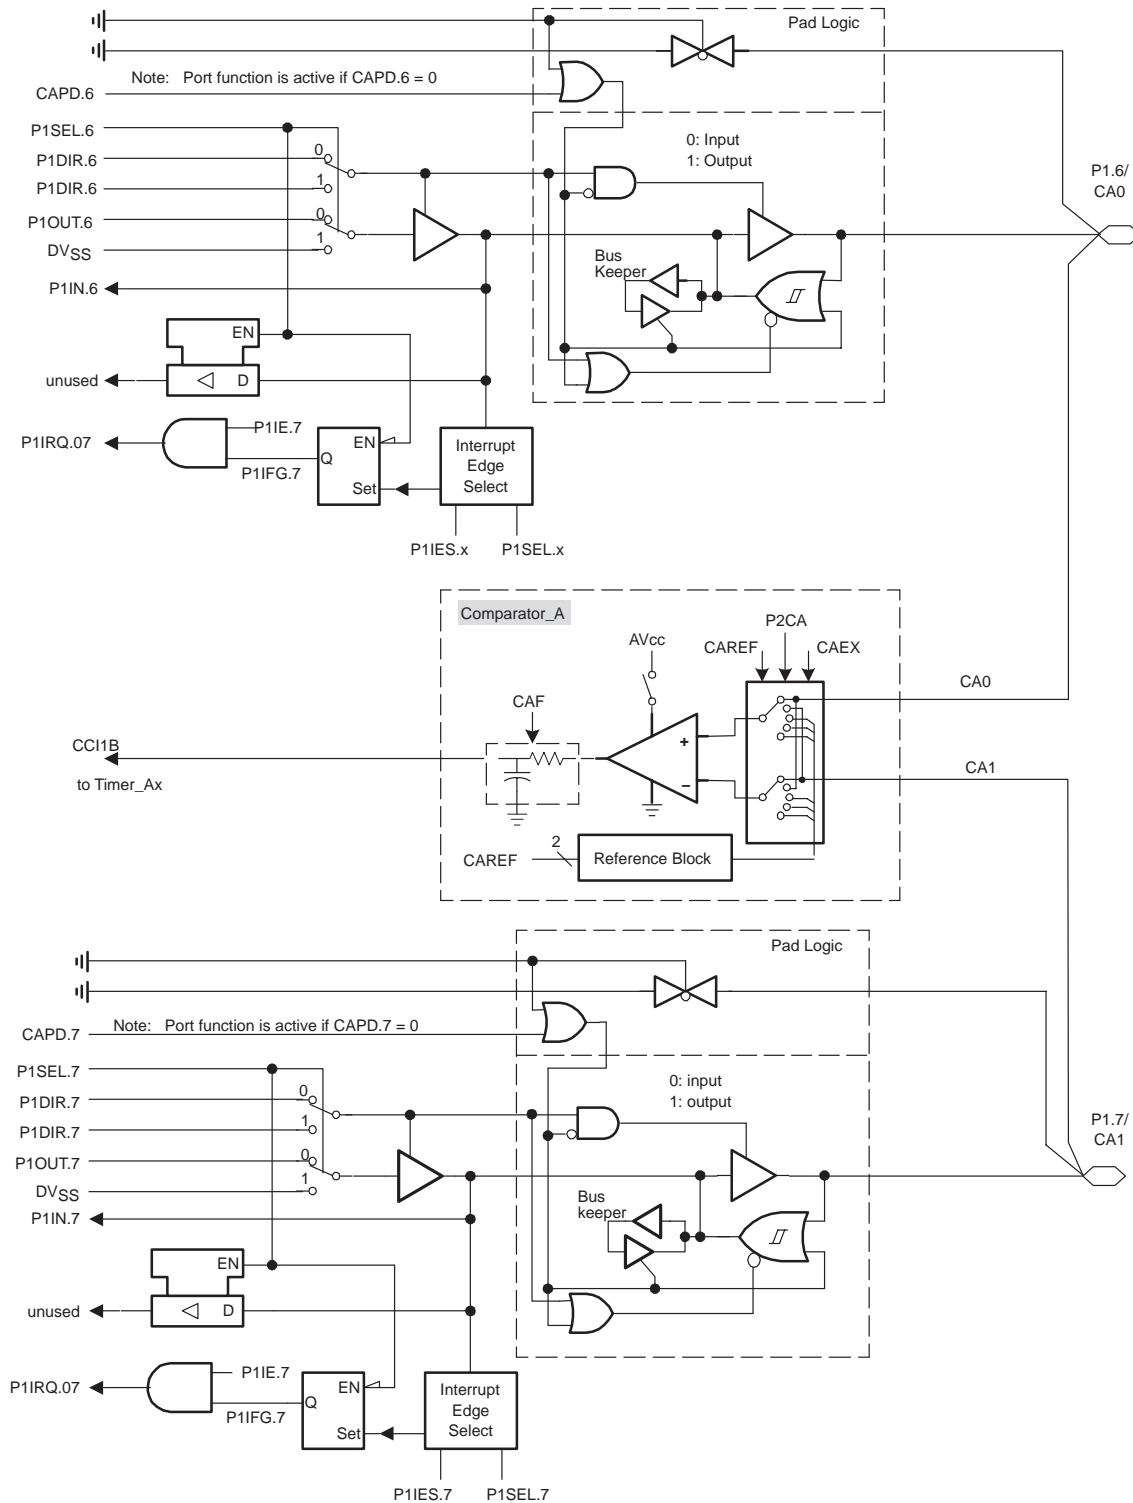 Pad Logic
Note: Port function is active if CAPD.6 = 0
CAPD.6
P1SEL.6
0: Input
1: Output
P1DIR.6
0
P1DIR.6
1
P1.6/
CA0
P1OUT.6
0
DVSS
1
Bus
Keeper
P1IN.6
EN
unused
D
P1IRQ.07
P1IE.7
P1IFG.7
EN
Q
Set
Interrupt
Edge
Select
P1IES.x
P1SEL.x
Comparator_A
P2CA
AVcc
CAREF
CAEX
CA0
CAF
CCI1B
+
to Timer_Ax
CA1
−
2
CAREF
Reference Block
Pad Logic
Note: Port function is active if CAPD.7 = 0
CAPD.7
P1SEL.7
0: input
1: output
P1DIR.7
0
P1DIR.7
1
P1.7/
CA1
P1OUT.7
0
DVSS
1
Bus
keeper
P1IN.7
EN
unused
D
P1IRQ.07
P1IE.7
P1IFG.7
EN
Q
Set
Interrupt
Edge
Select
P1IES.7
P1SEL.7